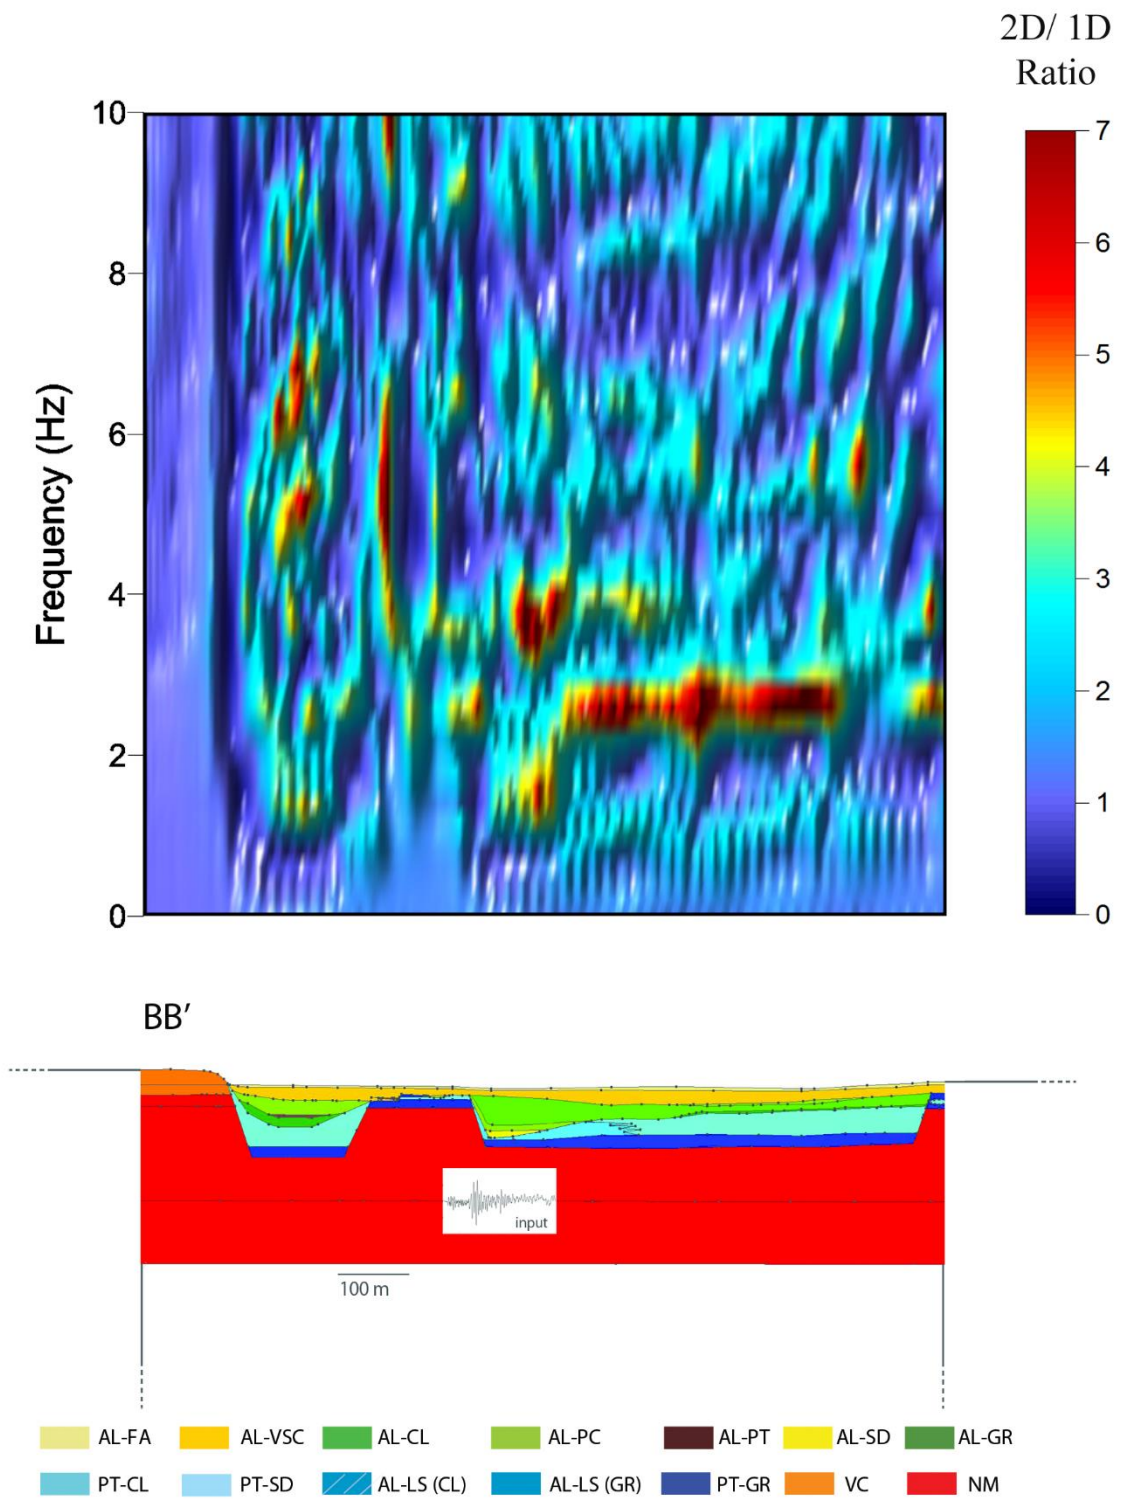 2D/ 1D
Ratio
10
8
6
4
2
0
Frequency (Hz)
7
6
5
4
3
2
1
0
BB’
input
100 m
AL-FA AL-VSC AL-CL AL-PC AL-PT AL-SD AL-GR
PT-CL PT-SD AL-LS (CL) AL-LS (GR) PT-GR VC NM